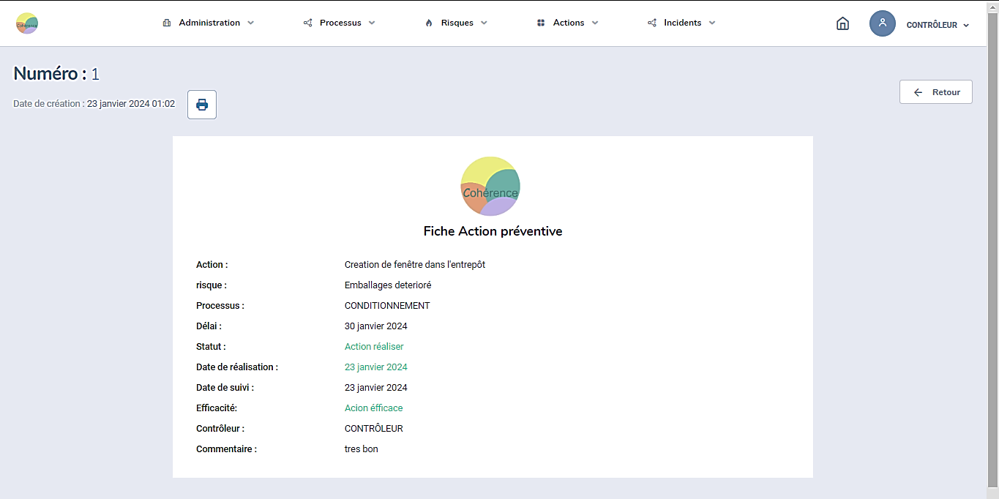 Cohérence
Administration
Processus
Risques
Actions
Incidents
CONTRÔLEUR
Numéro : 1
Date de création : 23 janvier 2024 01:02
Retour
Cohérence
Fiche Action préventive
Action : Creation de fenêtre dans l'entrepôt
risque : Emballages deterioré
Processus : CONDITIONNEMENT
Délai : 30 janvier 2024
Statut : Action réaliser
Date de réalisation : 23 janvier 2024
Date de suivi : 23 janvier 2024
Efficacité: Acion éfficace
Contrôleur : CONTRÔLEUR
Commentaire : tres bon